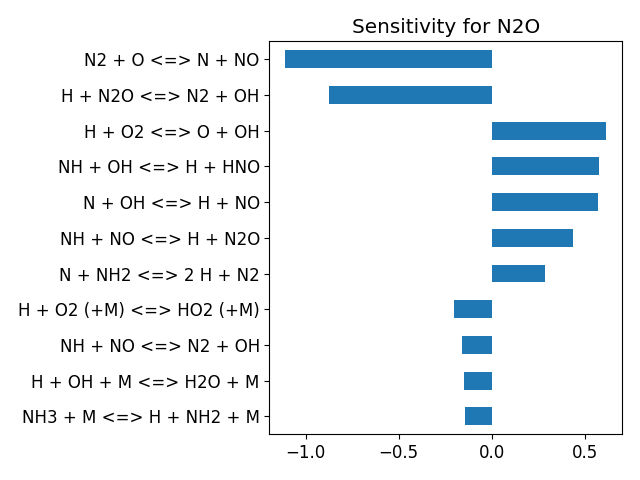 Sensitivity for N2O
N2 + O <=> N + NO
H + N2O <=> N2 + OH
H + O2 <=> O + OH
NH + OH <=> H + HNO
N + OH <=> H + NO
NH + NO <=> H + N2O
N + NH2 <=> 2 H + N2
H + O2 (+M) <=> HO2 (+M)
NH + NO <=> N2 + OH
H + OH + M <=> H2O + M
NH3 + M <=> H + NH2 + M
−1.0 −0.5 0.0 0.5